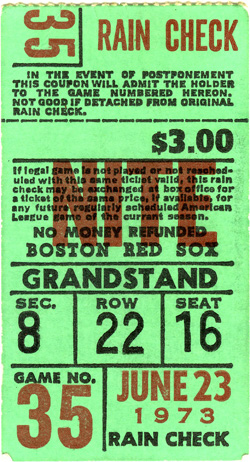 35
RAIN CHECK
IN THE EVENT OF POSTPONEMENT
THIS COUPON WILL ADMIT THE HOLDER
TO THE GAME NUMBERED HEREON.
NOT GOOD IF DETACHED FROM ORIGINAL
RAIN CHECK.
$3.00
NITE
If legal game is not played or not resched-
uled with this date ticket valid, this rain
check may be exchanged at box office for
a ticket of the same price, if available, for
any future regularly scheduled American
League game of the current season.
NO MONEY REFUNDED
BOSTON RED SOX
GRANDSTAND
SEC. ROW SEAT
8 22 16
GAME NO.
35
JUNE 23
1973
RAIN CHECK